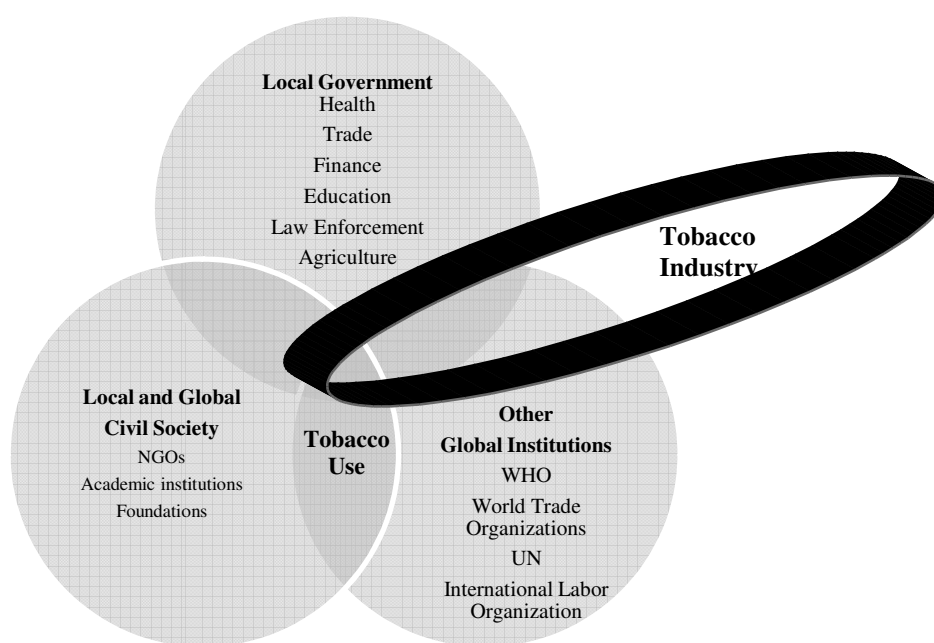 Local Government
Health
Trade
Finance
Education
Law Enforcement
Agriculture
Tobacco
Industry
Local and Global
Civil Society
NGOs
Academic institutions
Foundations
Tobacco
Use
Other
Global Institutions
WHO
World Trade
Organizations
UN
International Labor
Organization